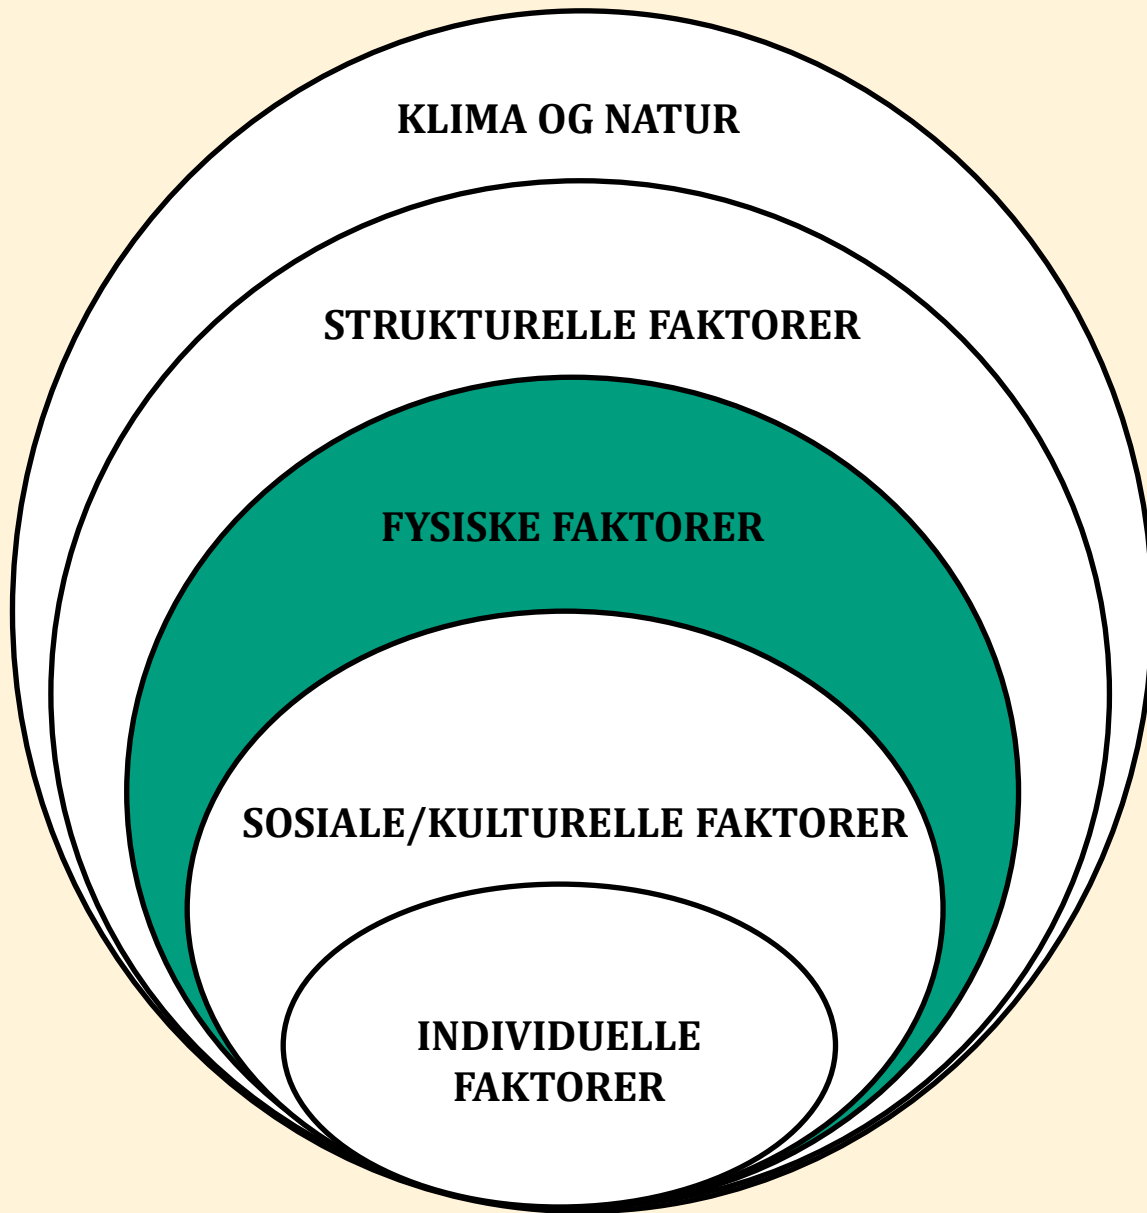 KLIMA OG NATUR
STRUKTURELLE FAKTORER
FYSISKE FAKTORER
SOSIALE/KULTURELLE FAKTORER
INDIVIDUELLE
FAKTORER